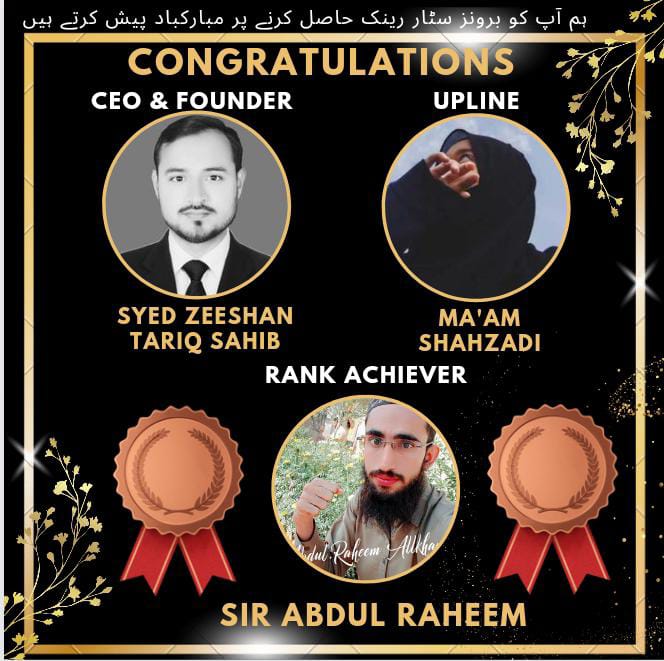 ہم آپ کو برونز سٹار رینک حاصل کرنے پر مبارکباد پیش کرتے ہیں
CONGRATULATIONS
CEO & FOUNDER
UPLINE
SYED ZEESHAN
TARIQ SAHIB
MA'AM
SHAHZADI
RANK ACHIEVER
Abdul.Raheem Allkha
SIR ABDUL RAHEEM